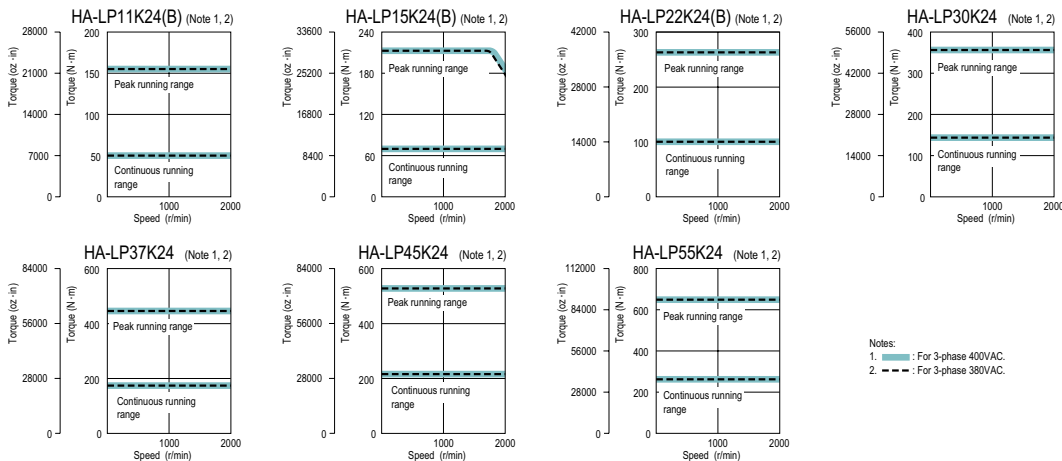 HA-LP11K24(B) (Note 1, 2)
Torque (oz·in)
28000
21000
14000
7000
0
Torque (N·m)
200
150
100
50
0
Peak running range
Continuous running
range
1000
2000
Speed (r/min)
HA-LP15K24(B) (Note 1, 2)
Torque (oz·in)
33600
25200
16800
8400
0
Torque (N·m)
240
180
120
60
0
Peak running range
Continuous running
range
1000
2000
Speed (r/min)
HA-LP22K24(B) (Note 1, 2)
Torque (oz·in)
42000
28000
14000
0
Torque (N·m)
300
200
100
0
Peak running range
Continuous running
range
1000
2000
Speed (r/min)
HA-LP30K24 (Note 1, 2)
Torque (oz·in)
56000
42000
28000
14000
0
Torque (N·m)
400
300
200
100
0
Peak running range
Continuous running
range
1000
2000
Speed (r/min)
HA-LP37K24 (Note 1, 2)
Torque (oz·in)
84000
56000
28000
0
Torque (N·m)
600
400
200
0
Peak running range
Continuous running
range
1000
2000
Speed (r/min)
HA-LP45K24 (Note 1, 2)
Torque (oz·in)
84000
56000
28000
0
Torque (N·m)
600
400
200
0
Peak running range
Continuous running
range
1000
2000
Speed (r/min)
HA-LP55K24 (Note 1, 2)
Torque (oz·in)
112000
84000
56000
28000
0
Torque (N·m)
800
600
400
200
0
Peak running range
Continuous running
range
1000
2000
Speed (r/min)
Notes:
1. : For 3-phase 400VAC.
2. : For 3-phase 380VAC.